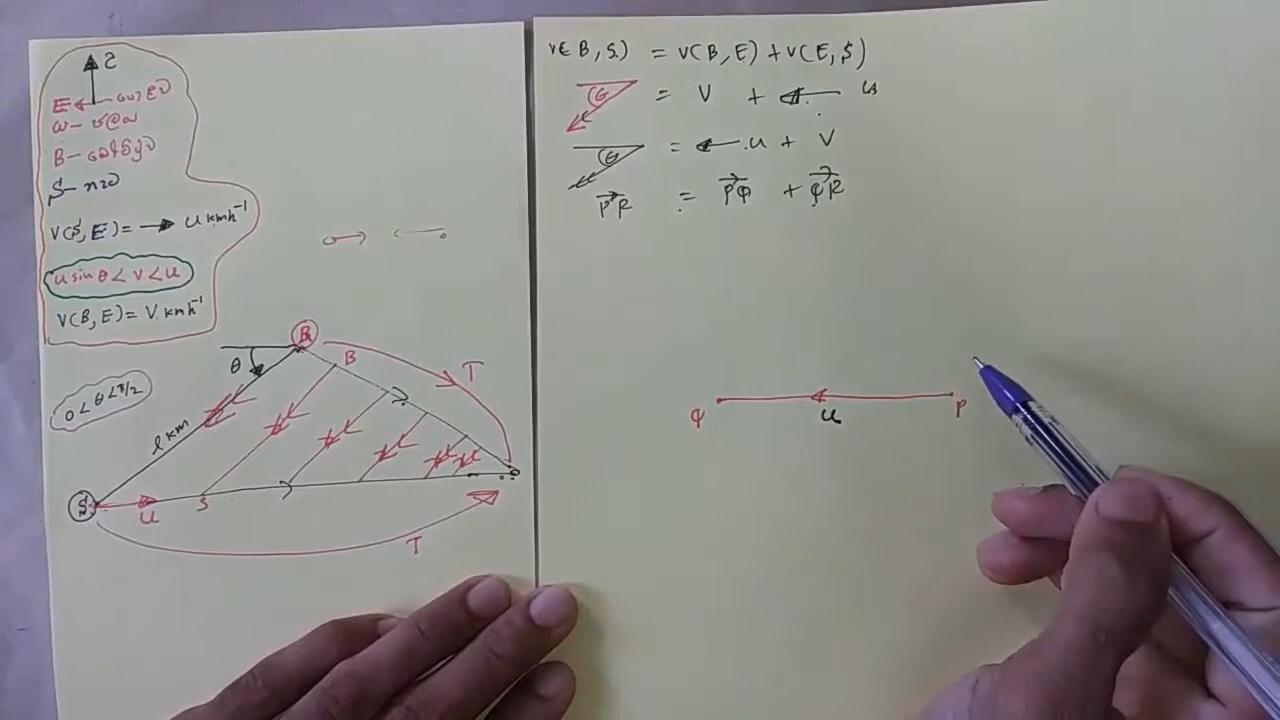 උ
E ← පොළොව
B - බෝට්ටුව
S - නැව
V(S, E) = → u kmh⁻¹
u sin θ < v < u
V(B, E) = V kmh⁻¹
0 < θ < π/2
θ
B
B
T
l km
S
u
S
T
V(B, S) = V(B, E) + V(E, S)
θ = V + ← u
θ = ← u + V
PR = PQ + QR
Q
u
P